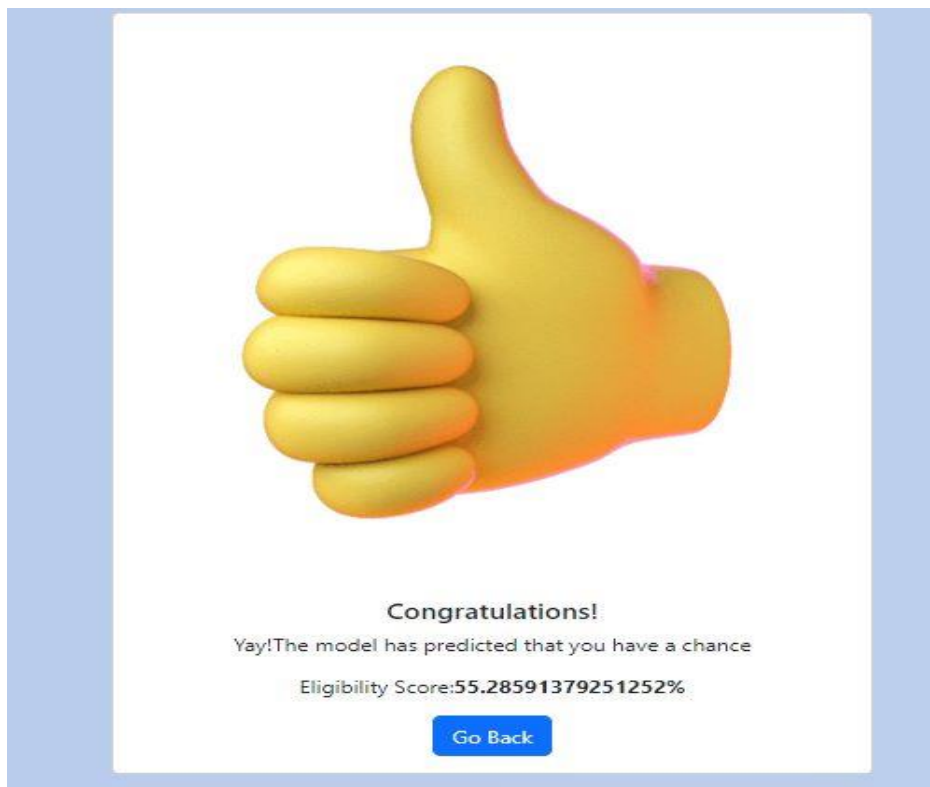 Congratulations!
Yay!The model has predicted that you have a chance
Eligibility Score:55.28591379251252%
Go Back